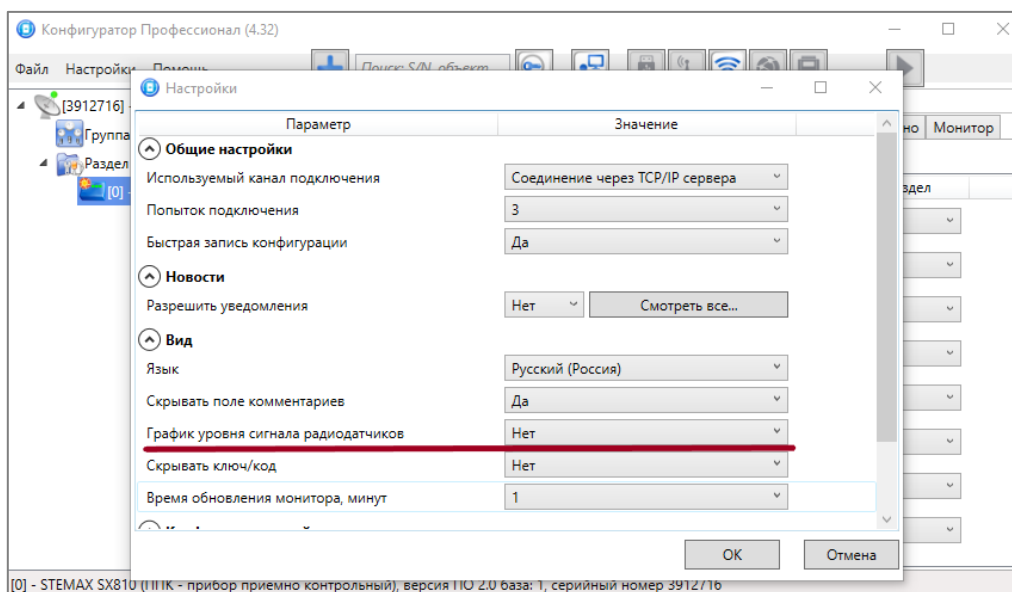 Конфигуратор Профессионал (4.32)
Файл Настройки Помощь
Поиск: S/N, объект
[3912716] -
Группа
Раздел
[0] -
но Монитор
здел
Настройки
Параметр Значение
Общие настройки
Используемый канал подключения Соединение через TCP/IP сервера
Попыток подключения 3
Быстрая запись конфигурации Да
Новости
Разрешить уведомления Нет Смотреть все...
Вид
Язык Русский (Россия)
Скрывать поле комментариев Да
График уровня сигнала радиодатчиков Нет
Скрывать ключ/код Нет
Время обновления монитора, минут 1
ОК Отмена
[0] - STEMAX SX810 (ППК - прибор приемно контрольный), версия ПО 2.0 база: 1, серийный номер 3912716